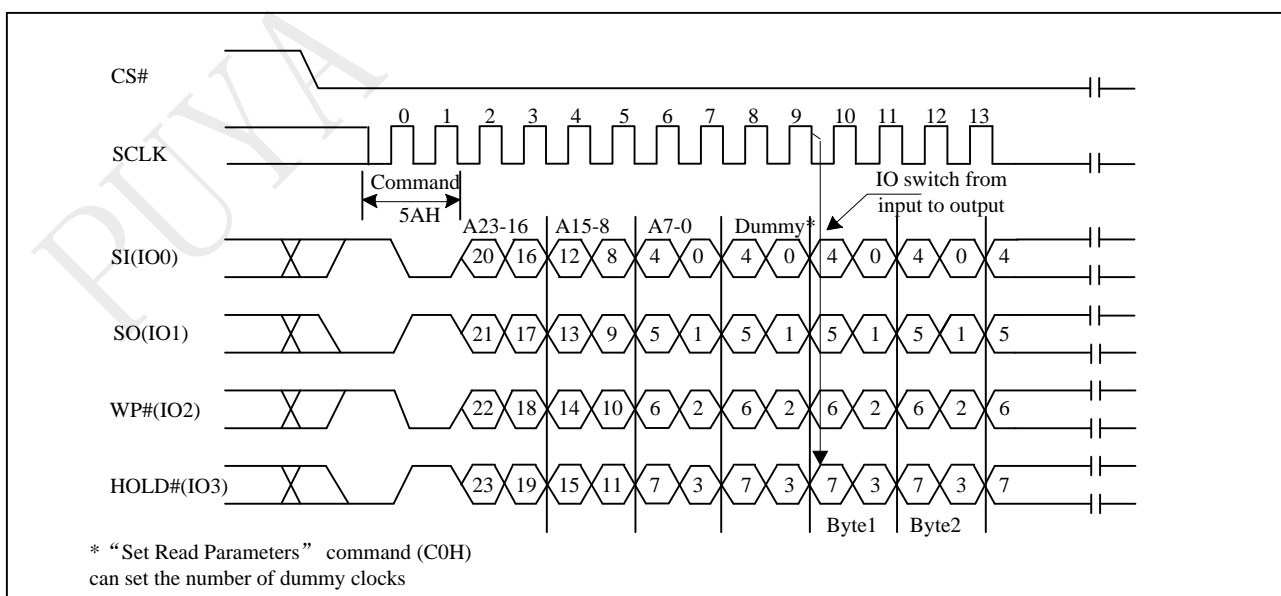 PUYA
CS#
0 1 2 3 4 5 6 7 8 9 10 11 12 13
SCLK
Command
5AH
IO switch from
input to output
A23-16 A15-8 A7-0 Dummy*
SI(IO0) 20 16 12 8 4 0 4 0 4 0 4 0 4
SO(IO1) 21 17 13 9 5 1 5 1 5 1 5 1 5
WP#(IO2) 22 18 14 10 6 2 6 2 6 2 6 2 6
HOLD#(IO3) 23 19 15 11 7 3 7 3 7 3 7 3 7
Byte1 Byte2
* “Set Read Parameters” command (C0H)
can set the number of dummy clocks